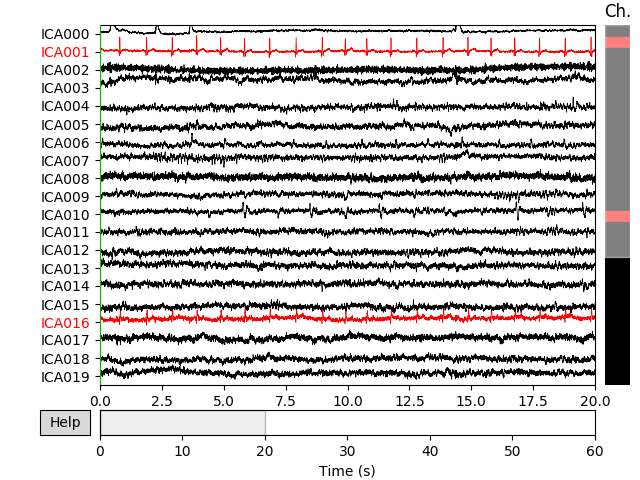 Ch.
ICA000
ICA001
ICA002
ICA003
ICA004
ICA005
ICA006
ICA007
ICA008
ICA009
ICA010
ICA011
ICA012
ICA013
ICA014
ICA015
ICA016
ICA017
ICA018
ICA019
0.0 2.5 5.0 7.5 10.0 12.5 15.0 17.5 20.0
Help
0 10 20 30 40 50 60
Time (s)